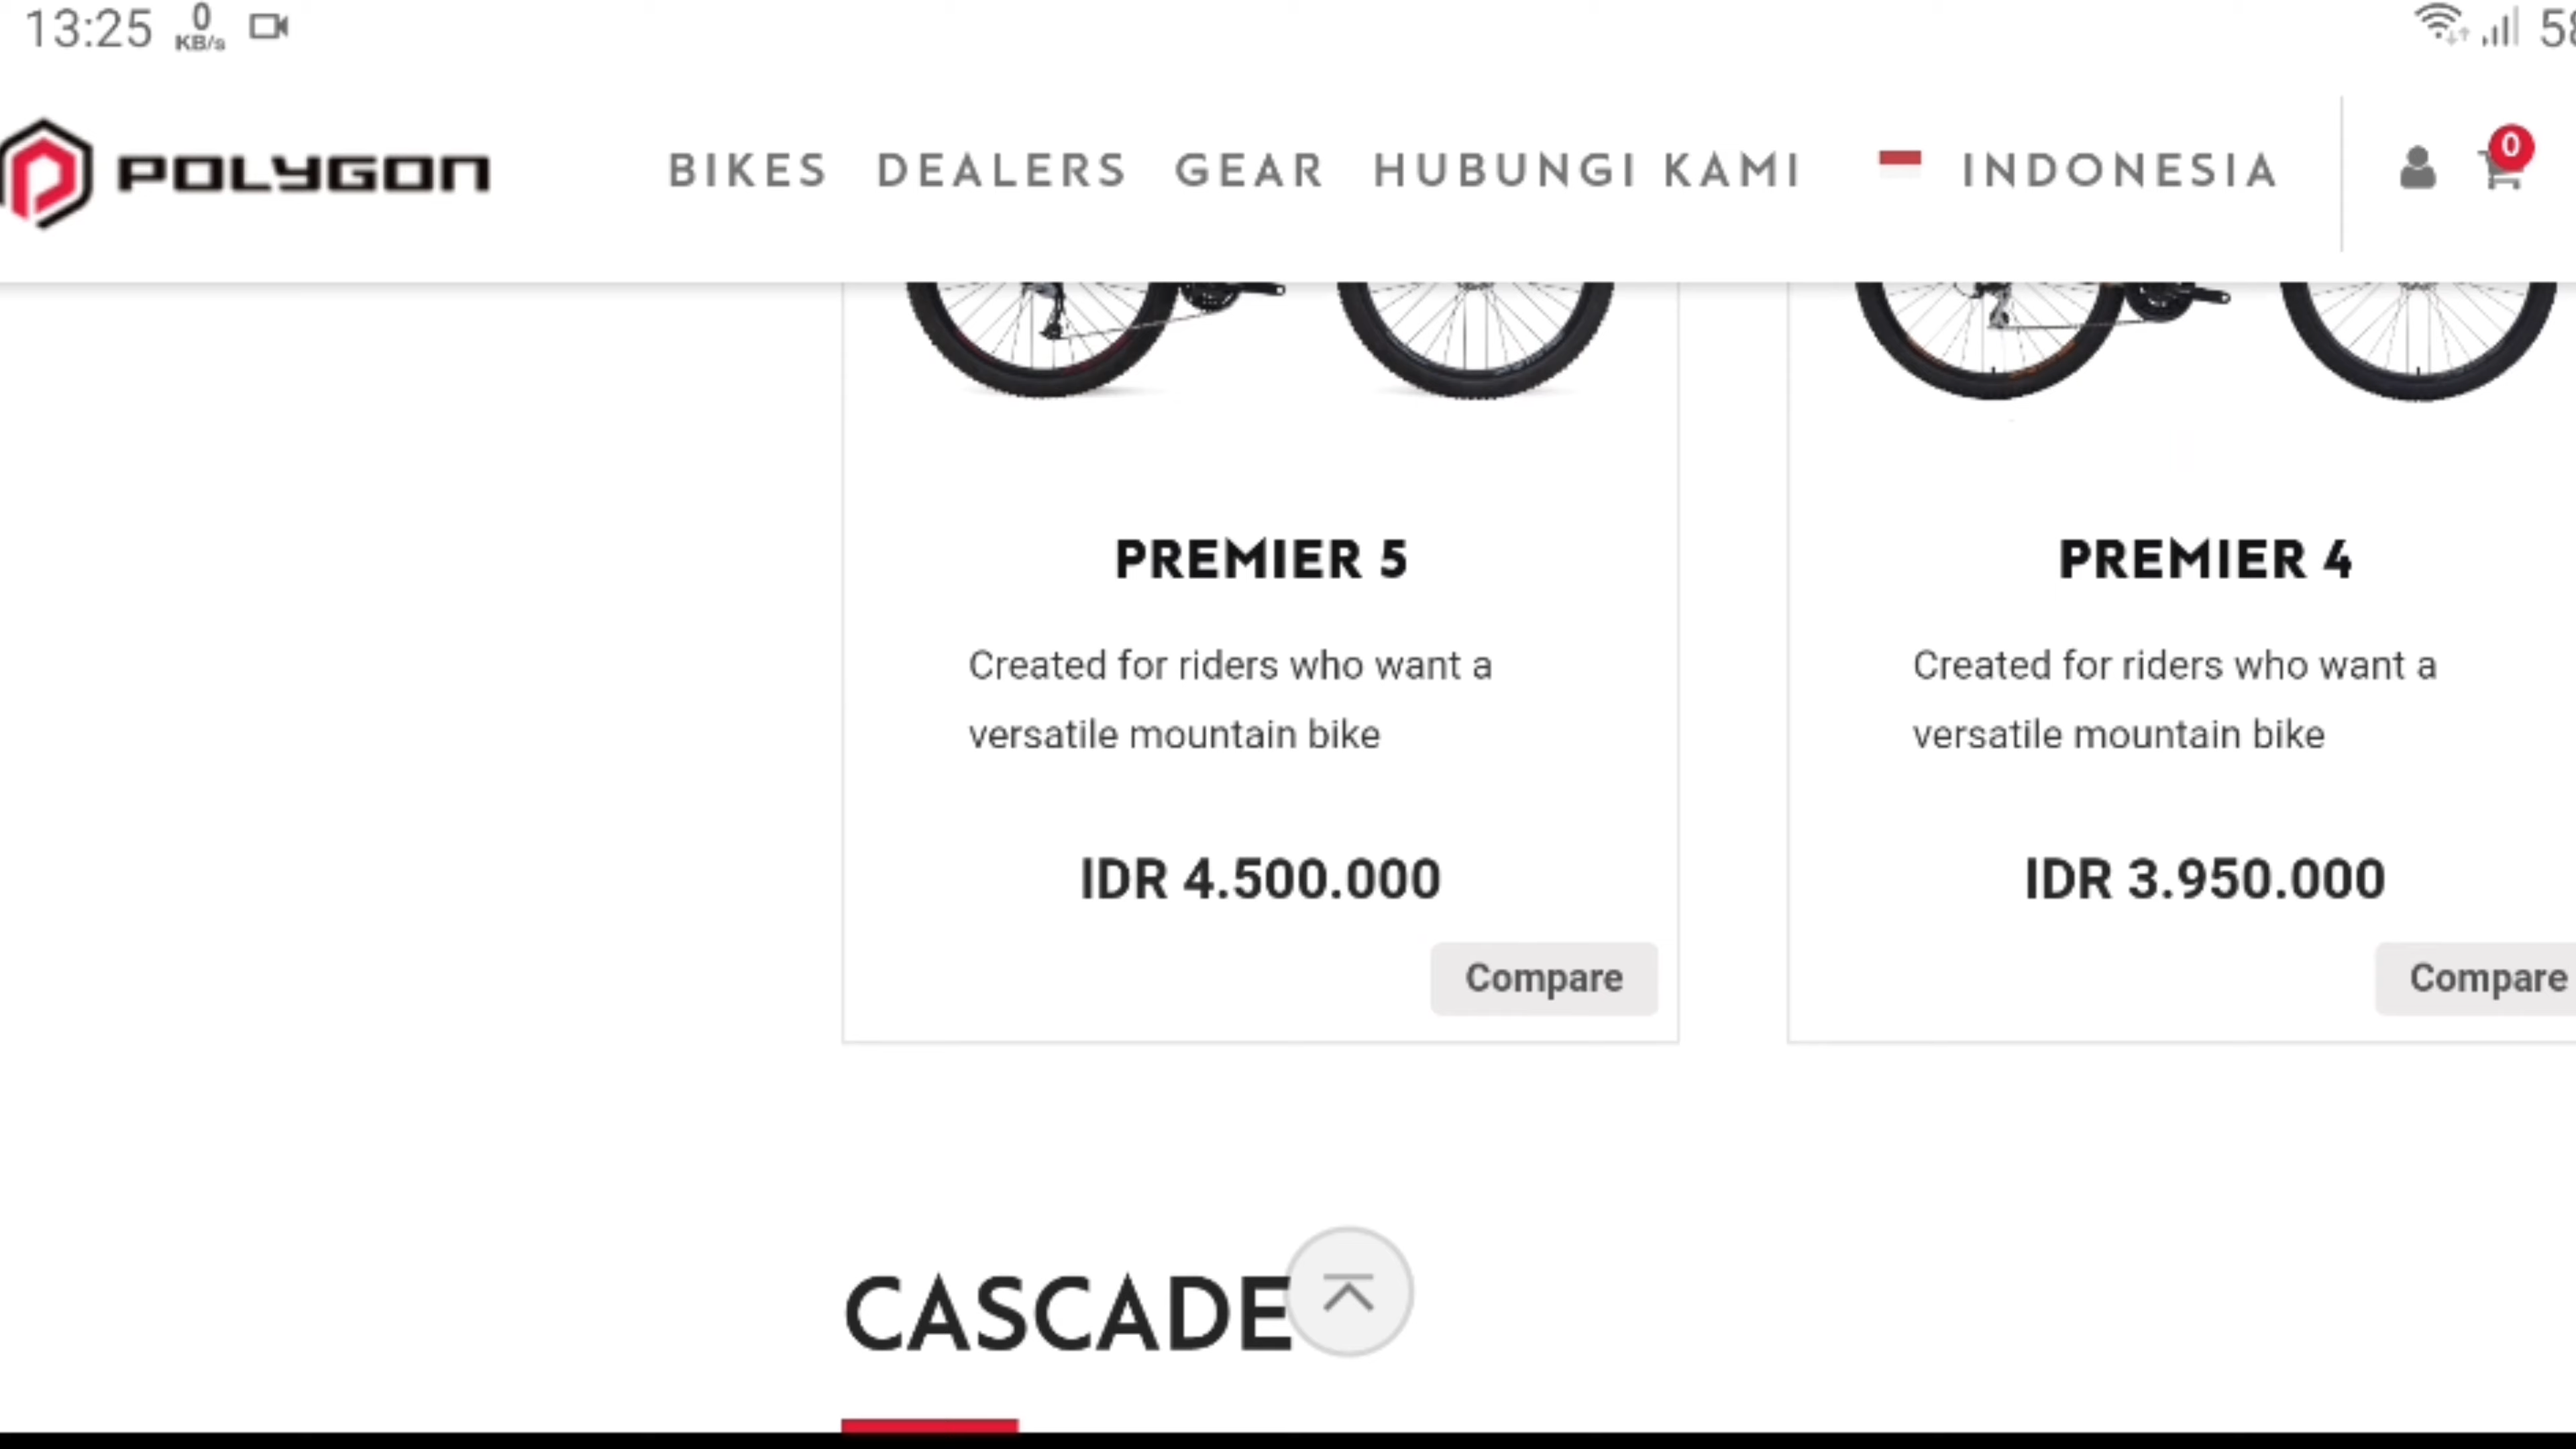 13:25
0
KB/s
58
POLYGON
BIKES DEALERS GEAR HUBUNGI KAMI INDONESIA
0
PREMIER 5
Created for riders who want a
versatile mountain bike
IDR 4.500.000
Compare
PREMIER 4
Created for riders who want a
versatile mountain bike
IDR 3.950.000
Compare
CASCADE